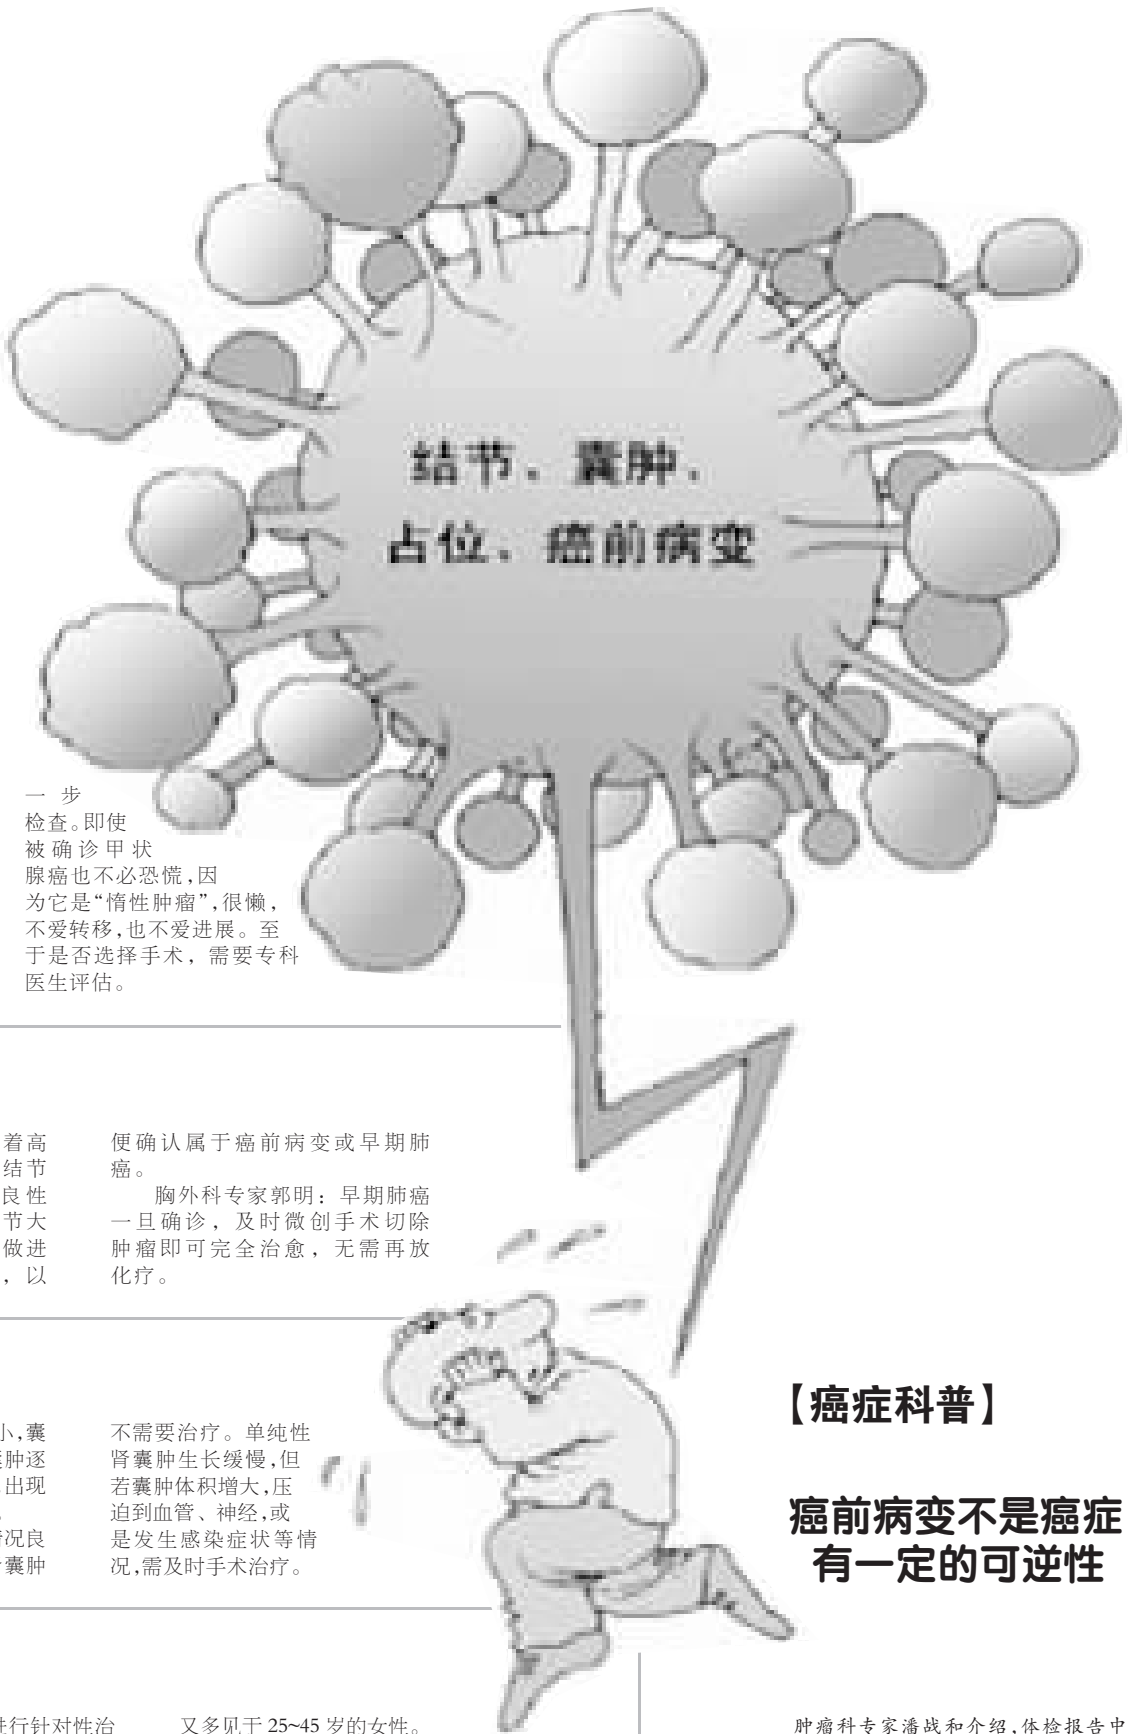 结节、囊肿、
占位、癌前病变
一步
检查。即使
被确诊甲状
腺癌也不必恐慌,因
为它是“惰性肿瘤”,很懒,
不爱转移,也不爱进展。至
于是否选择手术,需要专科
医生评估。
着高
结节
良性
节大
做进
,以
便确认属于癌前病变或早期肺
癌。
胸外科专家郭明:早期肺癌
一旦确诊,及时微创手术切除
肿瘤即可完全治愈,无需再放
化疗。
小,囊
肿逐
出现
情况良
囊肿
不需要治疗。单纯性
肾囊肿生长缓慢,但
若囊肿体积增大,压
迫到血管、神经,或
是发生感染症状等情
况,需及时手术治疗。
【癌症科普】
癌前病变不是癌症
有一定的可逆性
进行针对性治
又多见于25~45岁的女性。
肿瘤科专家潘战和介绍,体检报告中